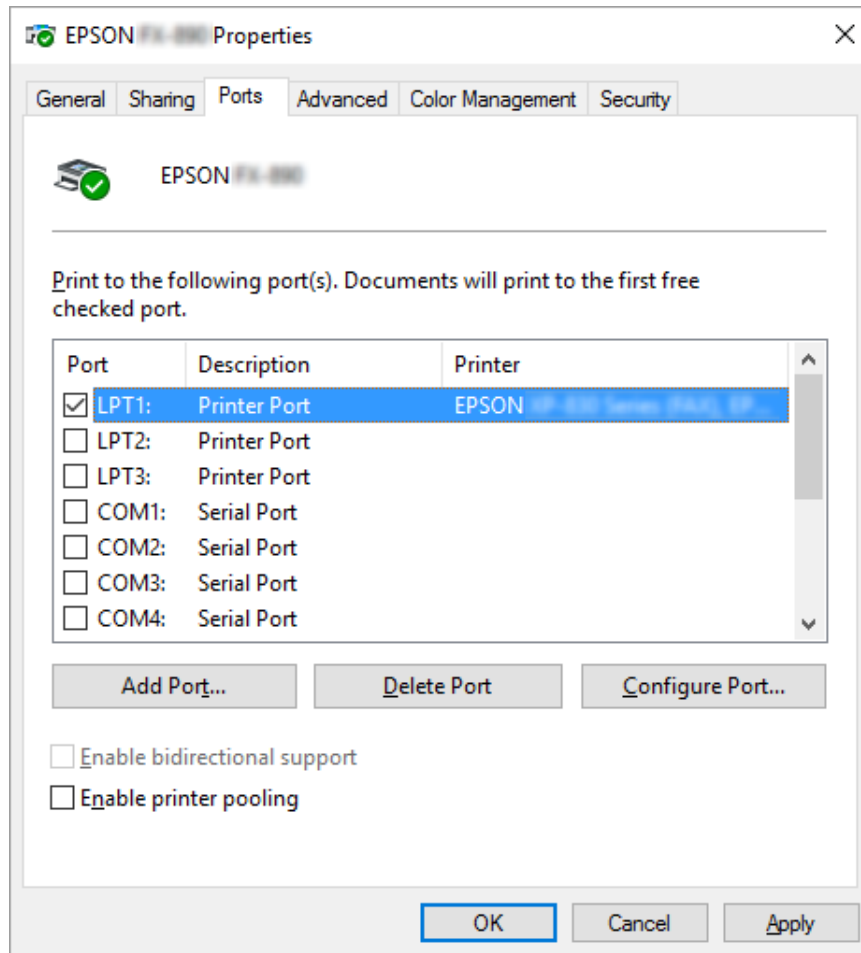 EPSON Properties
General Sharing Ports Advanced Color Management Security
EPSON
Print to the following port(s). Documents will print to the first free
checked port.
Port Description Printer
LPT1: Printer Port EPSON
LPT2: Printer Port
LPT3: Printer Port
COM1: Serial Port
COM2: Serial Port
COM3: Serial Port
COM4: Serial Port
Add Port... Delete Port Configure Port...
Enable bidirectional support
Enable printer pooling
OK Cancel Apply